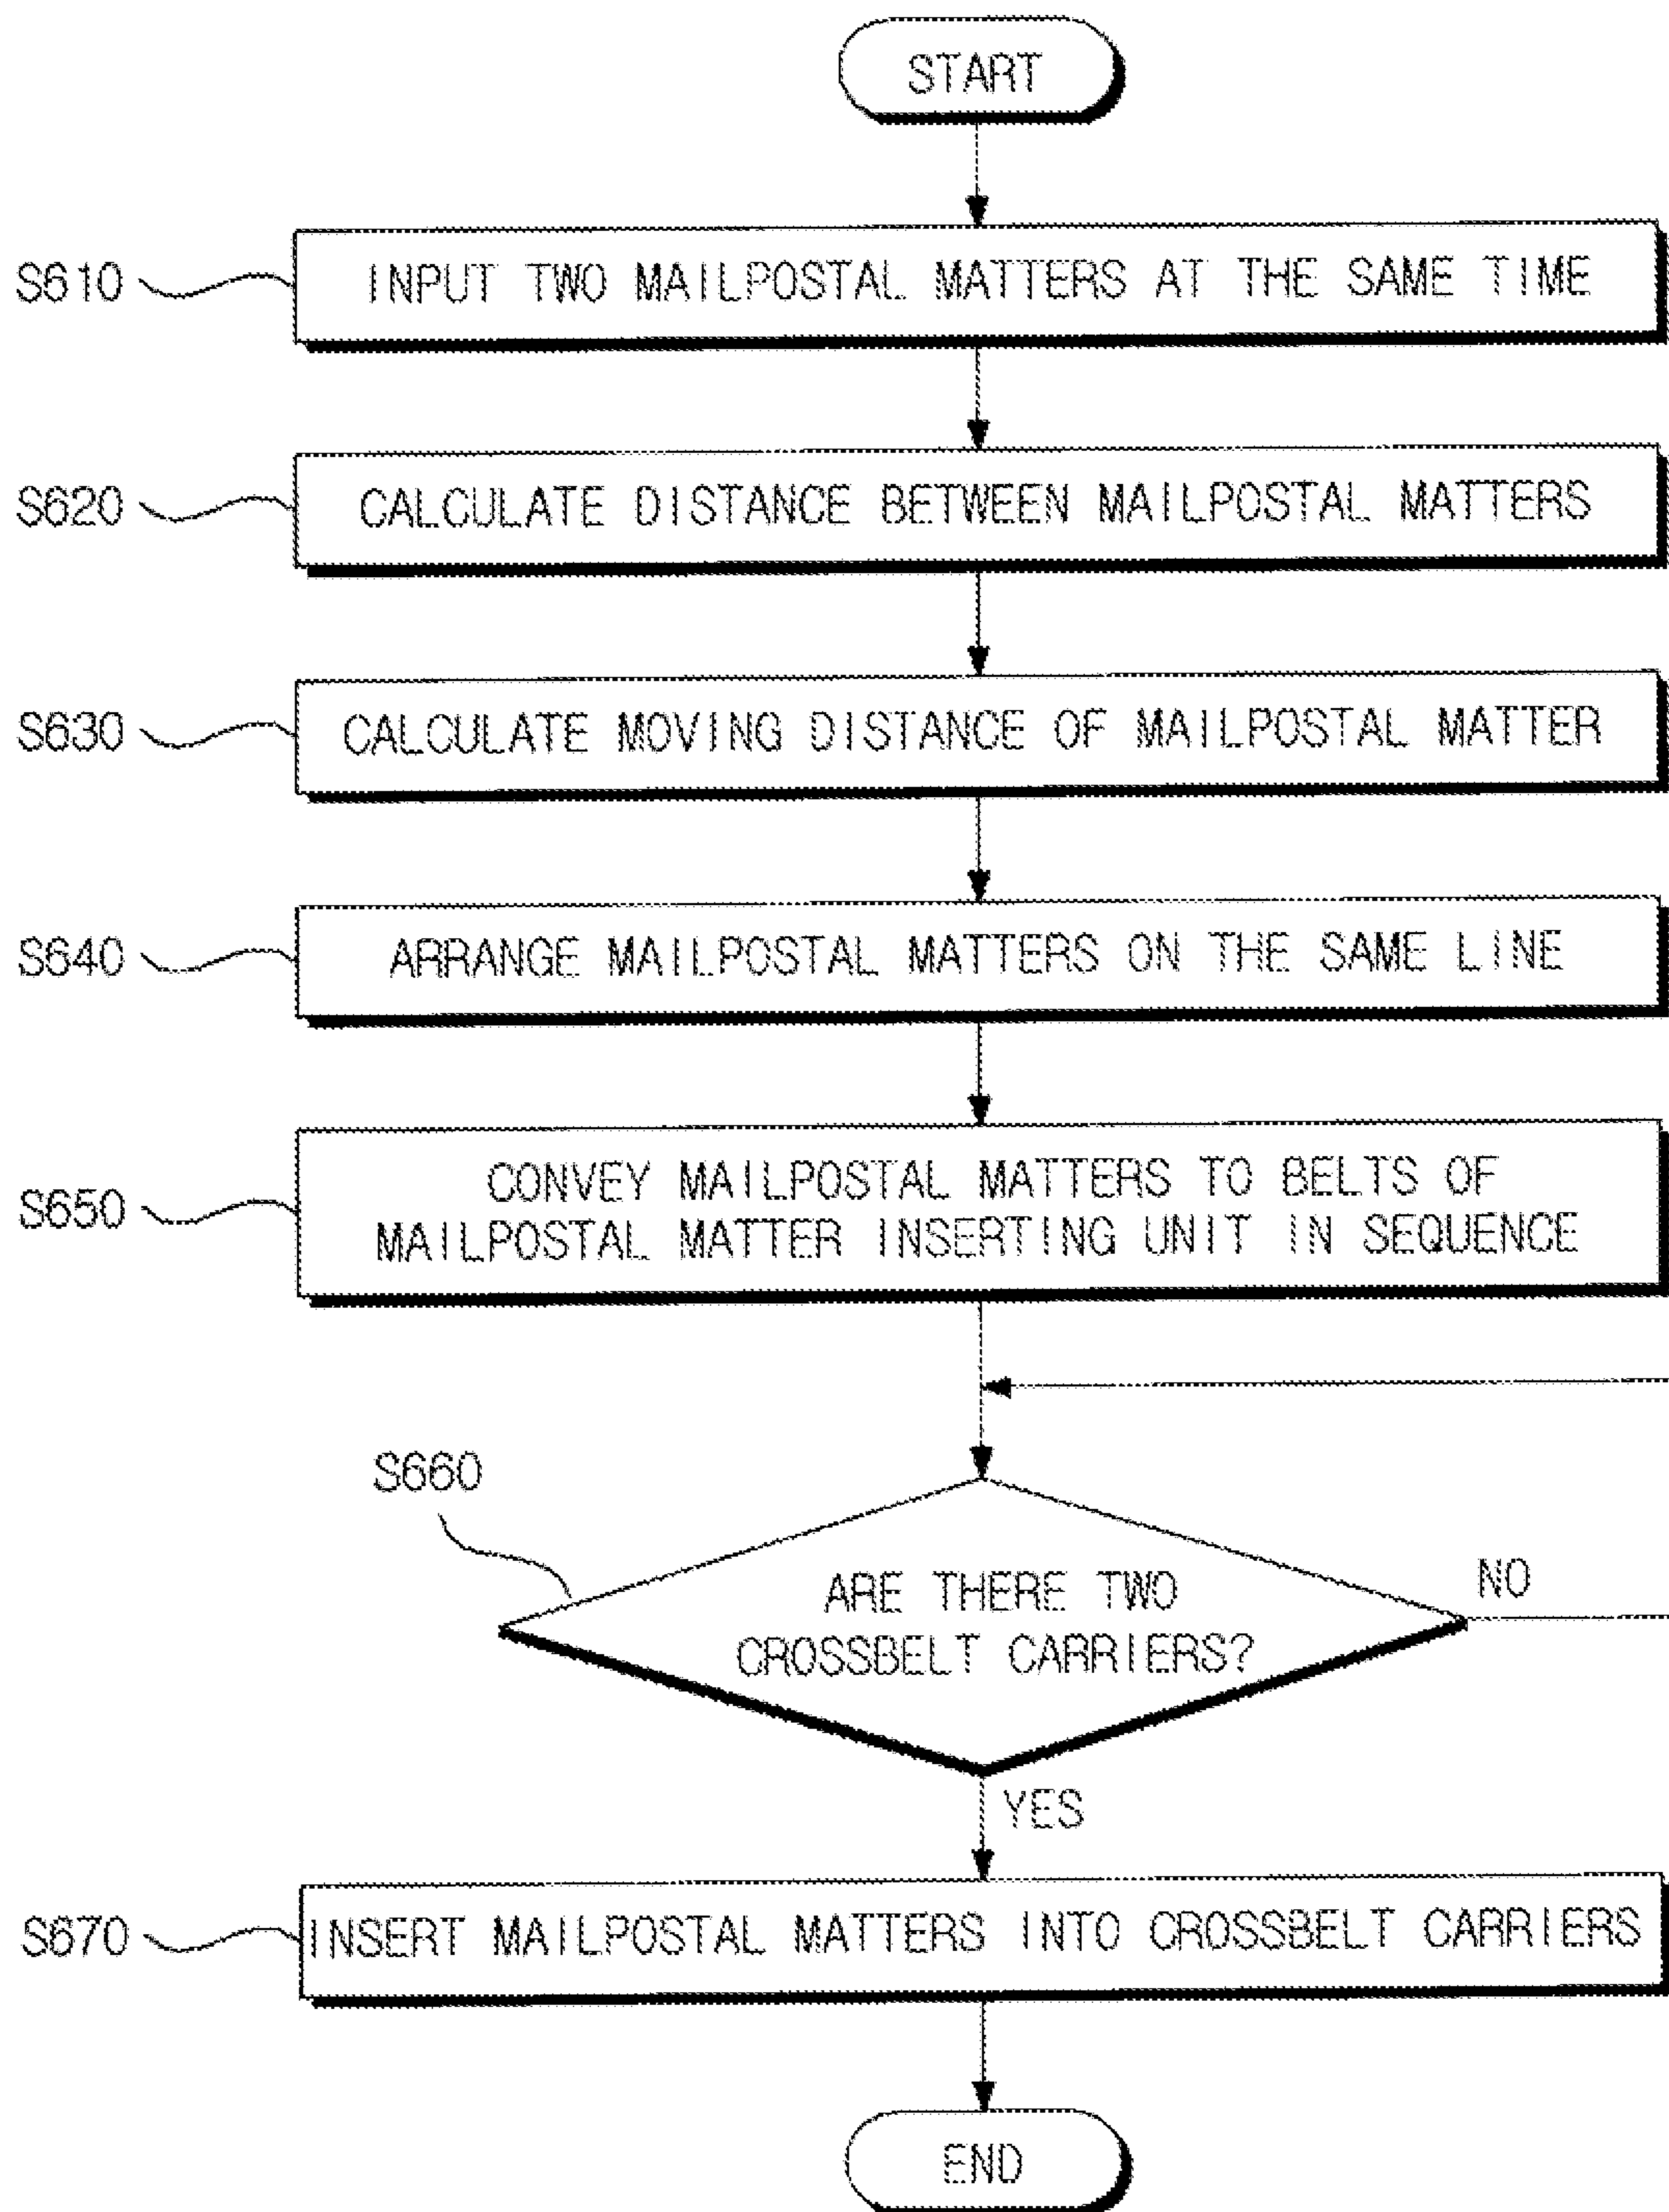 START
S610
INPUT TWO MAILPOSTAL MATTERS AT THE SAME TIME
S620
CALCULATE DISTANCE BETWEEN MAILPOSTAL MATTERS
S630
CALCULATE MOVING DISTANCE OF MAILPOSTAL MATTER
S640
ARRANGE MAILPOSTAL MATTERS ON THE SAME LINE
S650
CONVEY MAILPOSTAL MATTERS TO BELTS OF
MAILPOSTAL MATTER INSERTING UNIT IN SEQUENCE
S660
ARE THERE TWO
CROSSBELT CARRIERS?
NO
YES
S670
INSERT MAILPOSTAL MATTERS INTO CROSSBELT CARRIERS
END